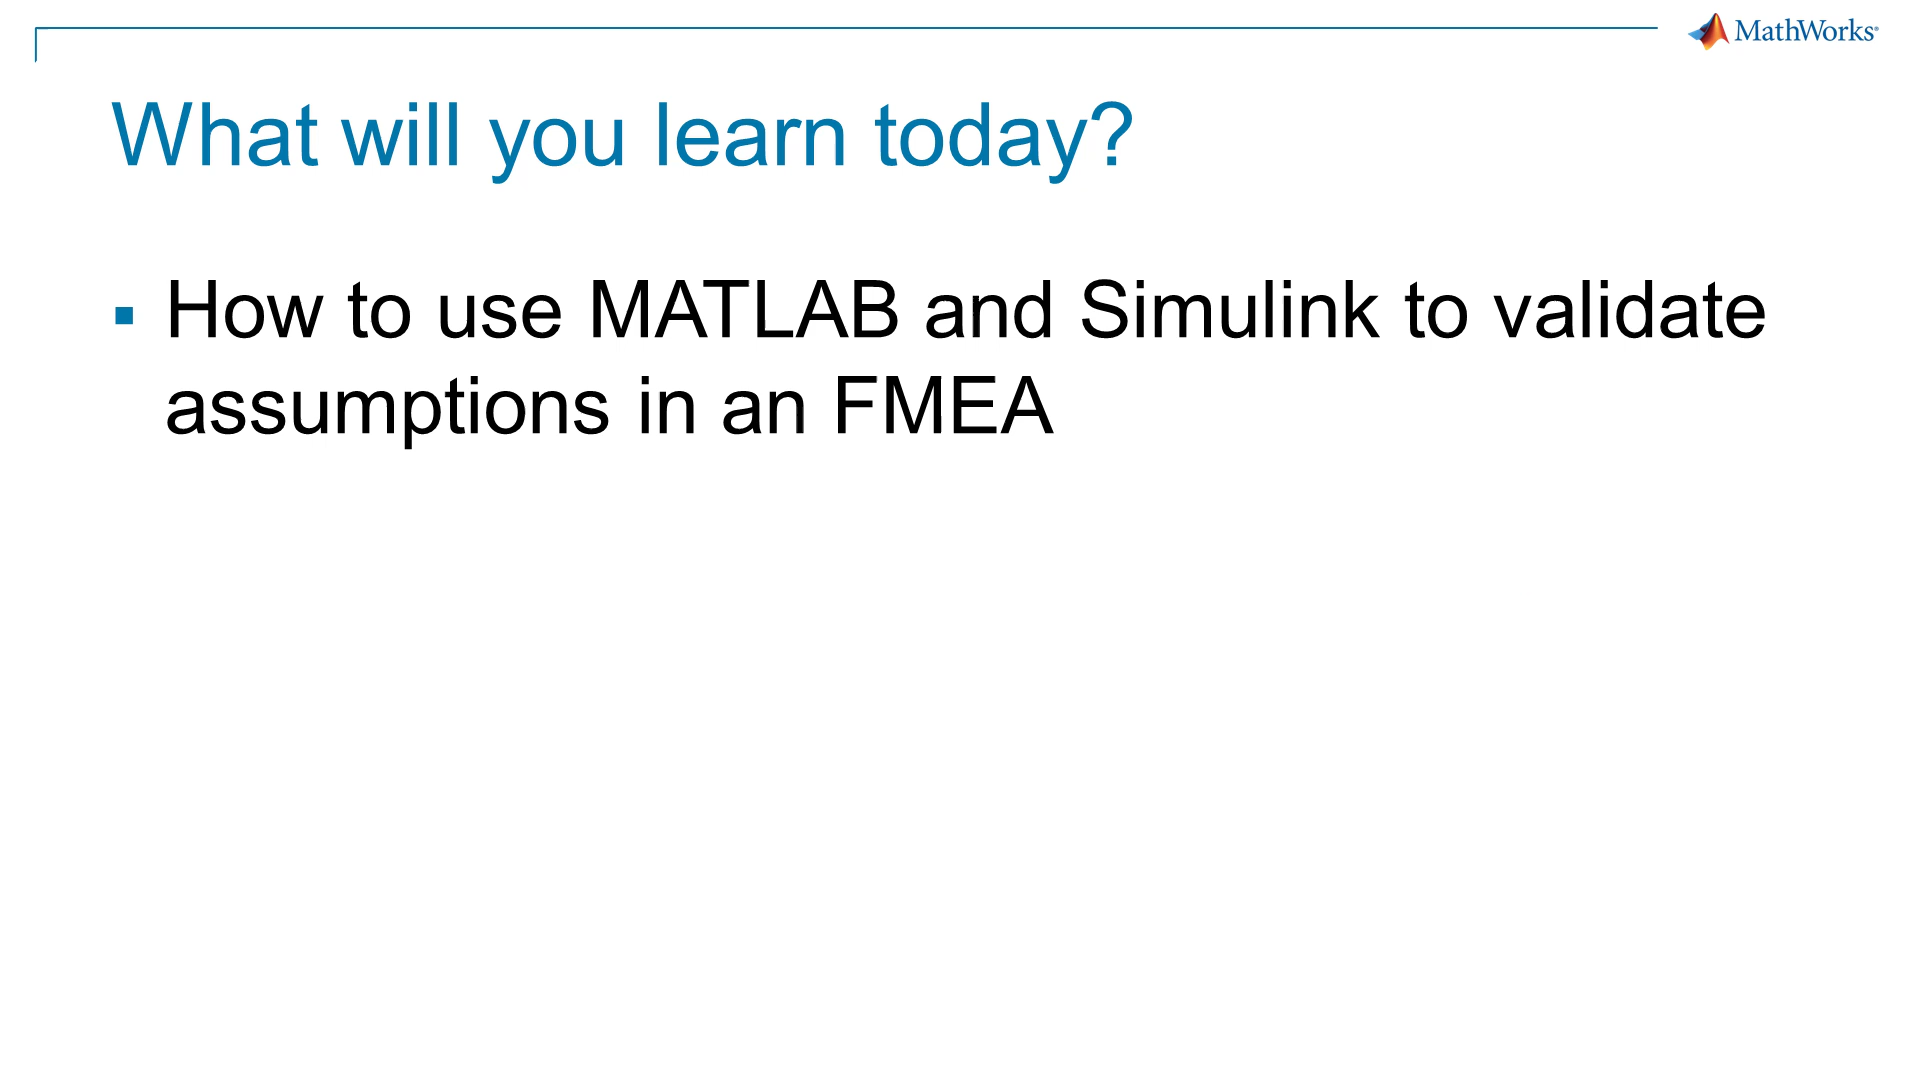 MathWorks®
What will you learn today?
▪ How to use MATLAB and Simulink to validate
assumptions in an FMEA